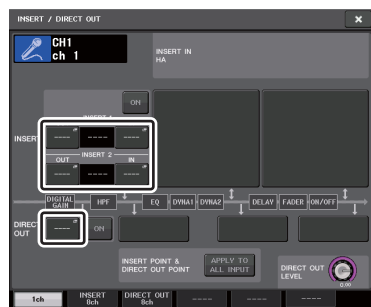 INSERT / DIRECT OUT
×
CH1
ch 1
INSERT IN
HA
ON
INSERT 1
INSERT
---- ---- ----
OUT INSERT 2 IN
---- ---- ----
DIGITAL GAIN HPF EQ DYNA1 DYNA2 DELAY FADER ON/OFF
DIRECT OUT
---- ON
INSERT POINT & DIRECT OUT POINT
APPLY TO ALL INPUT
DIRECT OUT LEVEL
0.00
1ch INSERT 8ch DIRECT OUT 8ch ---- ---- ----